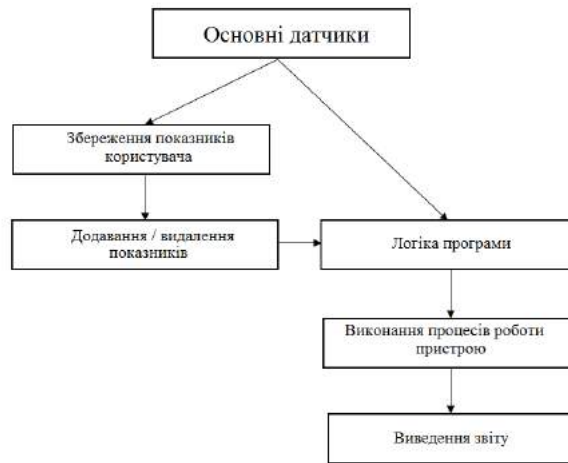 Основні датчики
Збереження показників
користувача
Додавання / видалення
показників
Логіка програми
Виконання процесів роботи
пристрою
Виведення звіту